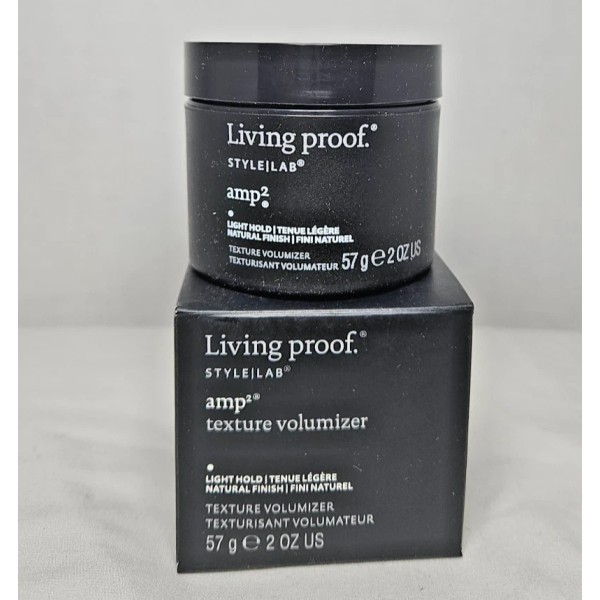 Living proof.®
STYLE|LAB®
amp²®
LIGHT HOLD | TENUE LÉGÈRE
NATURAL FINISH | FINI NATUREL
TEXTURE VOLUMIZER
TEXTURISANT VOLUMATEUR 57 g ℮ 2 OZ US
Living proof.®
STYLE|LAB®
amp²®
texture volumizer
LIGHT HOLD | TENUE LÉGÈRE
NATURAL FINISH | FINI NATUREL
TEXTURE VOLUMIZER
TEXTURISANT VOLUMATEUR
57 g ℮ 2 OZ US